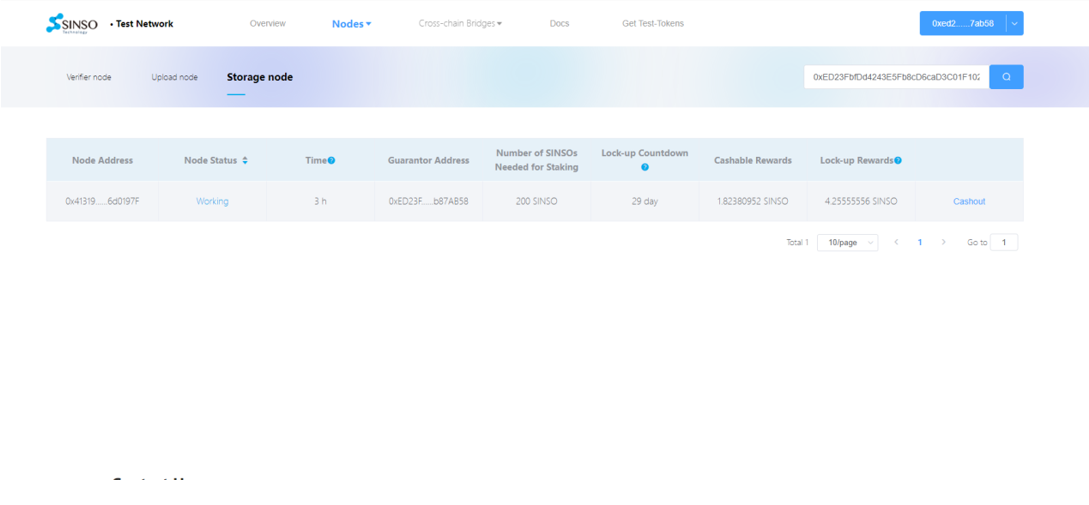 SINSO
Technology
• Test Network
Overview
Nodes
Cross-chain Bridges
Docs
Get Test-Tokens
0xed2......7ab58
Verifier node
Upload node
Storage node
0xED23FbfDd4243E5Fb8cD6caD3C01F102
Node Address
Node Status
Time
Guarantor Address
Number of SINSOs
Needed for Staking
Lock-up Countdown
Cashable Rewards
Lock-up Rewards
0x41319......6d0197F
Working
3 h
0xED23F......b87AB58
200 SINSO
29 day
1.82380952 SINSO
4.25555556 SINSO
Cashout
Total 1
10/page
<
1
>
Go to
1